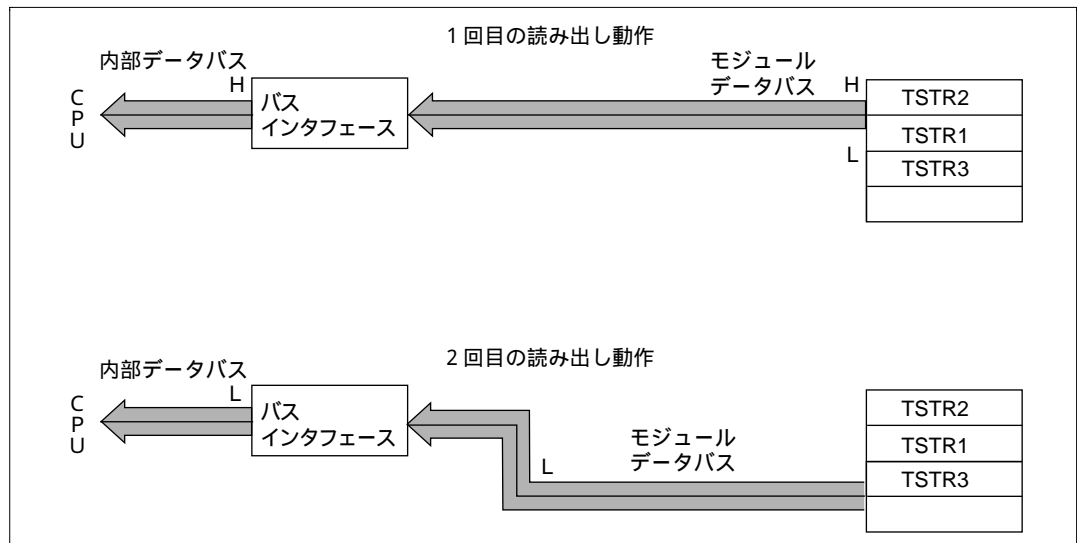 1回目の読み出し動作
内部データバス
H
C
P
U
バス
インタフェース
モジュール
データバス
H
L
TSTR2
TSTR1
TSTR3
2回目の読み出し動作
内部データバス
L
C
P
U
バス
インタフェース
モジュール
データバス
L
TSTR2
TSTR1
TSTR3